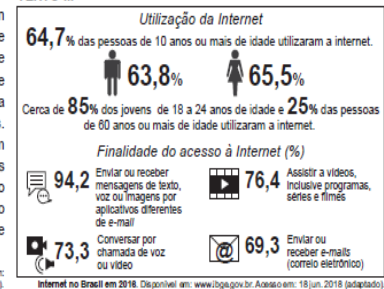 Utilização da Internet
64,7% das pessoas de 10 anos ou mais de idade utilizaram a internet.
63,8% 65,5%
Cerca de 85% dos jovens de 18 a 24 anos de idade e 25% das pessoas
de 60 anos ou mais de idade utilizaram a internet.
Finalidade do acesso à Internet (%)
94,2 Enviar ou receber
mensagens de texto,
voz ou imagens por
aplicativos diferentes
de e-mail
76,4 Assistir a vídeos,
inclusive programas,
séries e filmes
73,3 Conversar por
chamada de voz
ou vídeo
69,3 Enviar ou
receber e-mails
(correio eletrônico)
Internet no Brasil em 2016. Disponível em: www.ibge.gov.br. Acesso em: 18 jun. 2018 (adaptado)